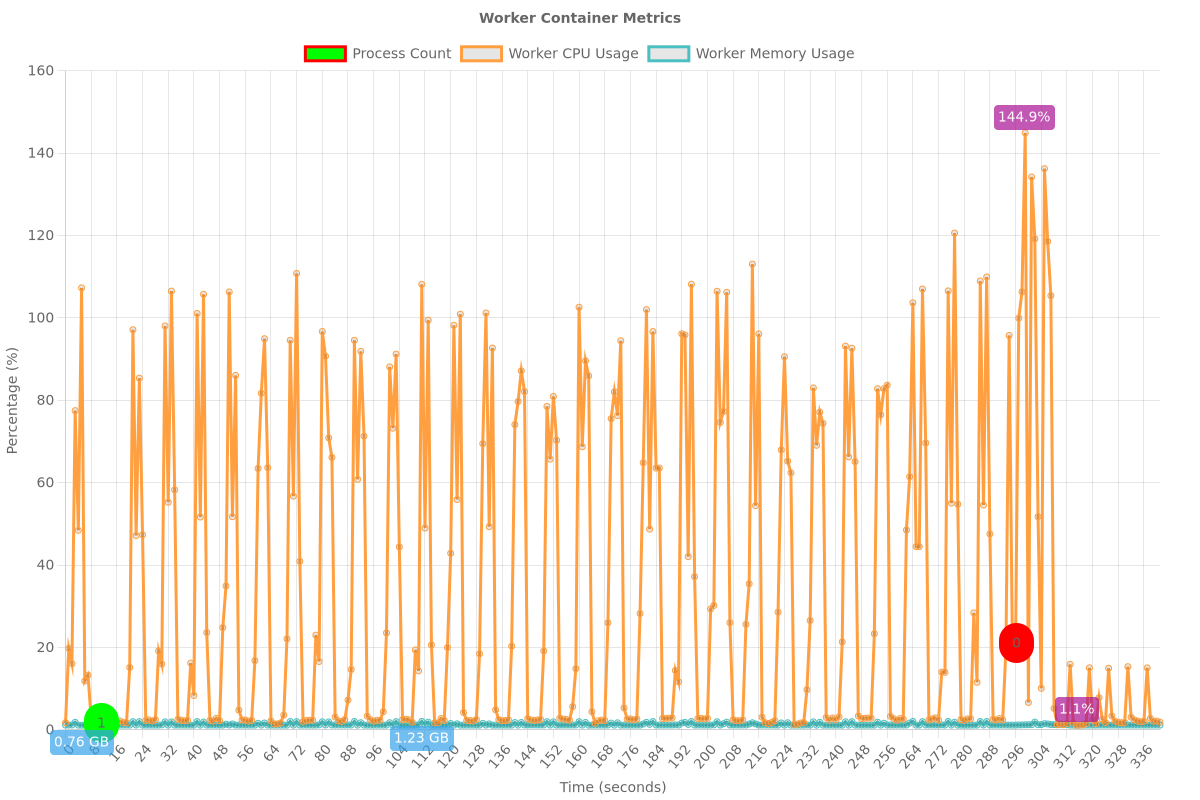 Worker Container Metrics
Process Count Worker CPU Usage Worker Memory Usage
160
140
120
100
80
60
40
20
0
Percentage (%)
144.9%
0
1.1%
1
0.76 GB
1.23 GB
0 8 16 24 32 40 48 56 64 72 80 88 96 104 112 120 128 136 144 152 160 168 176 184 192 200 208 216 224 232 240 248 256 264 272 280 288 296 304 312 320 328 336
Time (seconds)